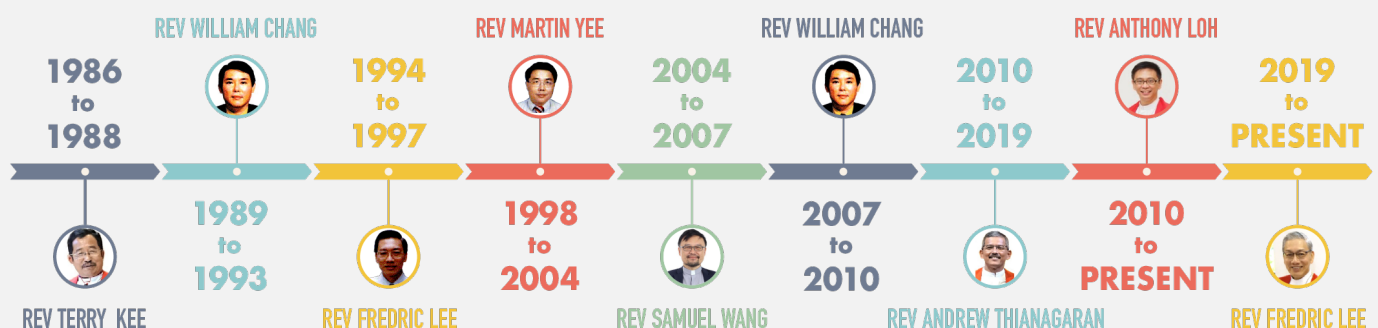 1986
to
1988
REV TERRY KEE
REV WILLIAM CHANG
1989
to
1993
1994
to
1997
REV FREDRIC LEE
REV MARTIN YEE
1998
to
2004
2004
to
2007
REV SAMUEL WANG
REV WILLIAM CHANG
2007
to
2010
2010
to
2019
REV ANDREW THIANAGARAN
REV ANTHONY LOH
2010
to
PRESENT
2019
to
PRESENT
REV FREDRIC LEE